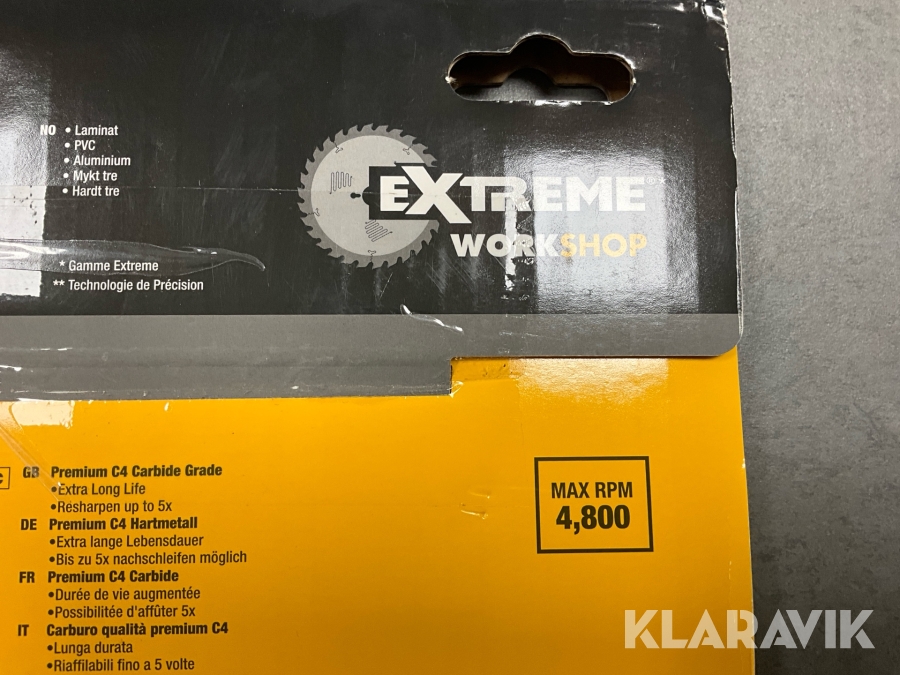 NO • Laminat
• PVC
• Aluminium
• Mykt tre
• Hardt tre
EXTREME®
WORKSHOP
* Gamme Extreme
** Technologie de Précision
GB Premium C4 Carbide Grade
•Extra Long Life
•Resharpen up to 5x
DE Premium C4 Hartmetall
•Extra lange Lebensdauer
•Bis zu 5x nachschleifen möglich
FR Premium C4 Carbide
•Durée de vie augmentée
•Possibilitée d'affûter 5x
IT Carburo qualità premium C4
•Lunga durata
•Riaffilabili fino a 5 volte
MAX RPM
4,800
KLARAVIK